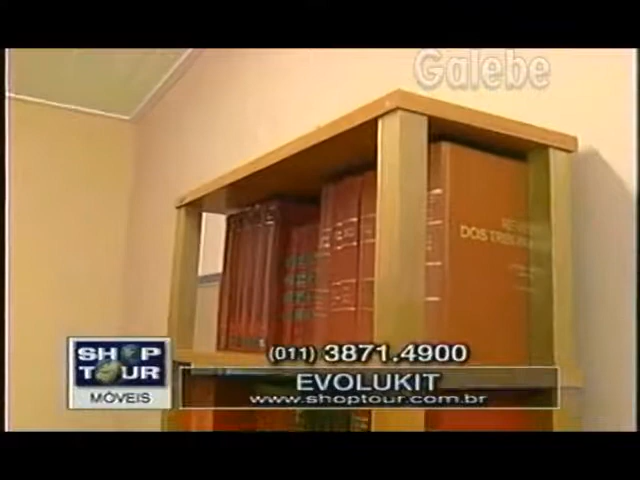 Galebe
DOS TRIBUNAIS
(011) 3871.4900
SHOP
TOUR
MÓVEIS
EVOLUKIT
www.shoptour.com.br